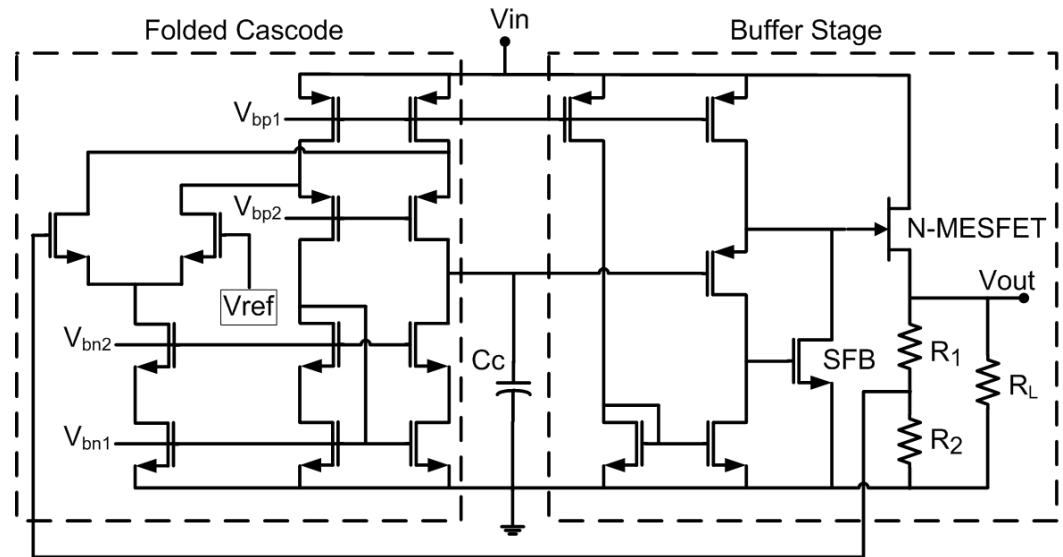 Folded Cascode
Vin
Buffer Stage
Vbp1
Vbp2
Vref
N-MESFET
Vout
Vbn2
Cc
SFB
R1
RL
Vbn1
R2